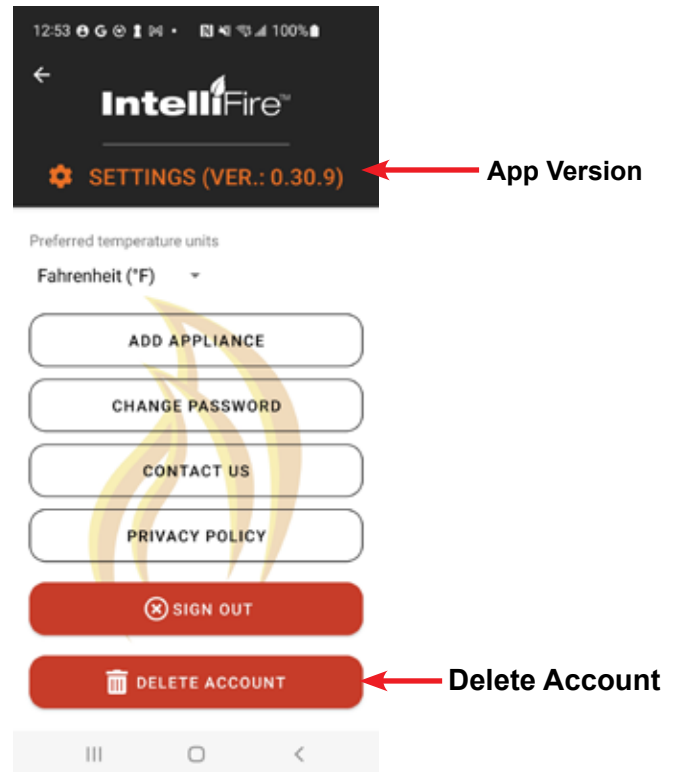 12:53 100%
IntelliFire™
SETTINGS (VER.: 0.30.9)
App Version
Preferred temperature units
Fahrenheit (°F)
ADD APPLIANCE
CHANGE PASSWORD
CONTACT US
PRIVACY POLICY
SIGN OUT
DELETE ACCOUNT
Delete Account